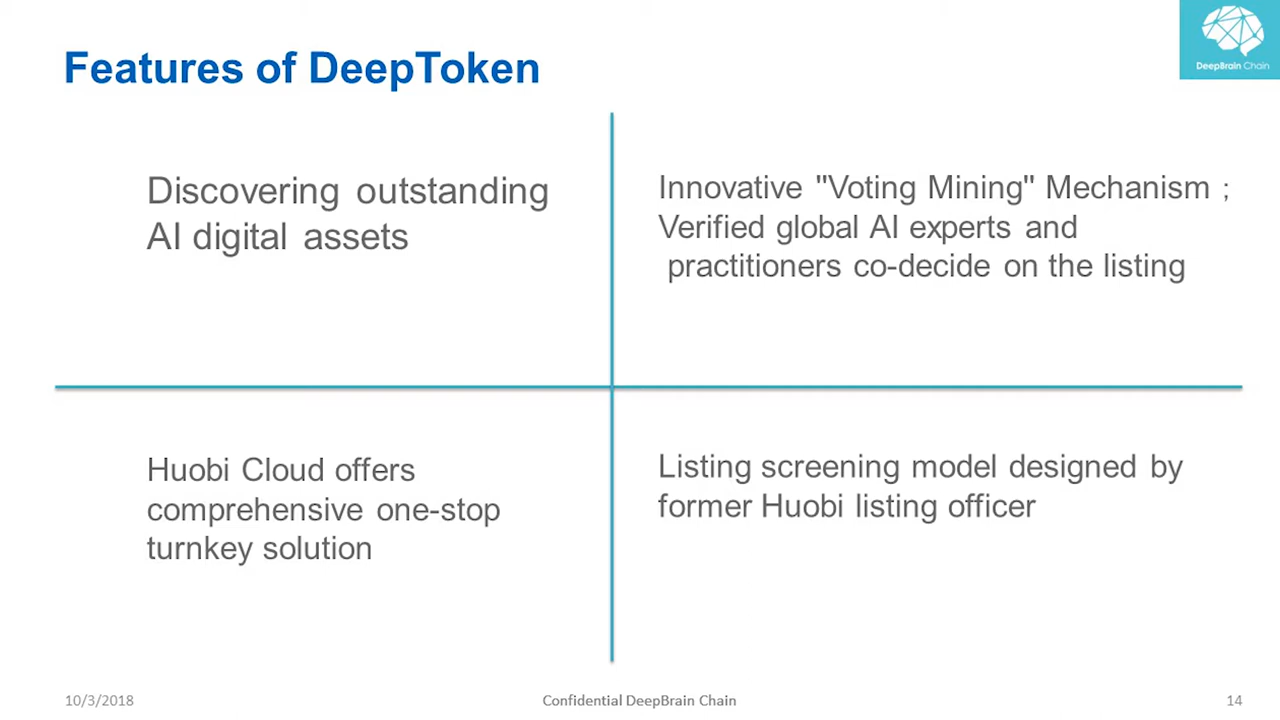 Features of DeepToken
DeepBrain Chain
Discovering outstanding
AI digital assets
Innovative "Voting Mining" Mechanism ;
Verified global AI experts and
practitioners co-decide on the listing
Huobi Cloud offers
comprehensive one-stop
turnkey solution
Listing screening model designed by
former Huobi listing officer
10/3/2018
Confidential DeepBrain Chain
14